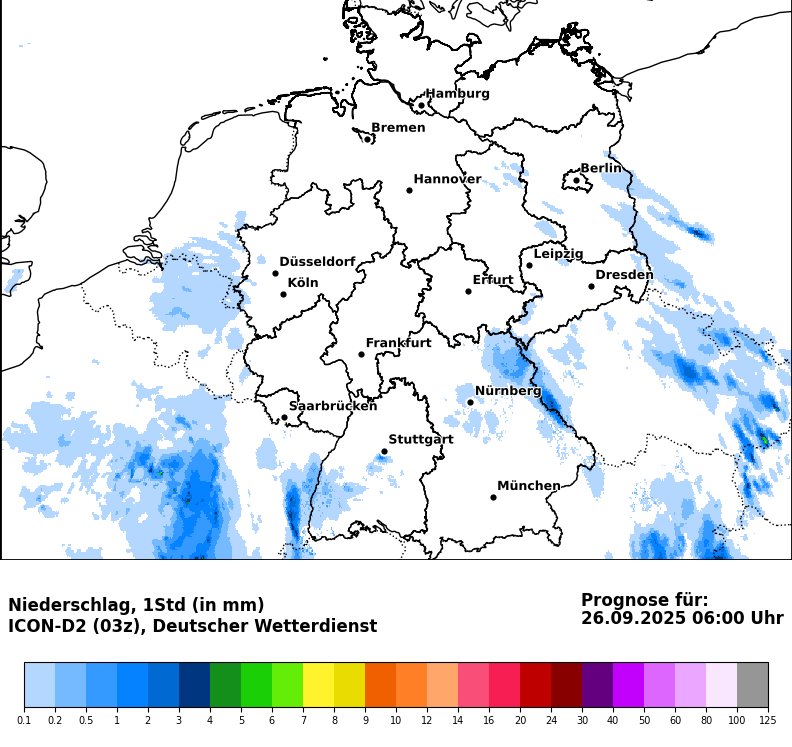 Hamburg
Bremen
Berlin
Hannover
Düsseldorf
Leipzig
Köln
Erfurt
Dresden
Frankfurt
Nürnberg
Saarbrücken
Stuttgart
München
Niederschlag, 1Std (in mm)
ICON-D2 (03z), Deutscher Wetterdienst
Prognose für:
26.09.2025 06:00 Uhr
0.1 0.2 0.5 1 2 3 4 5 6 7 8 9 10 12 14 16 20 24 30 40 50 60 80 100 125